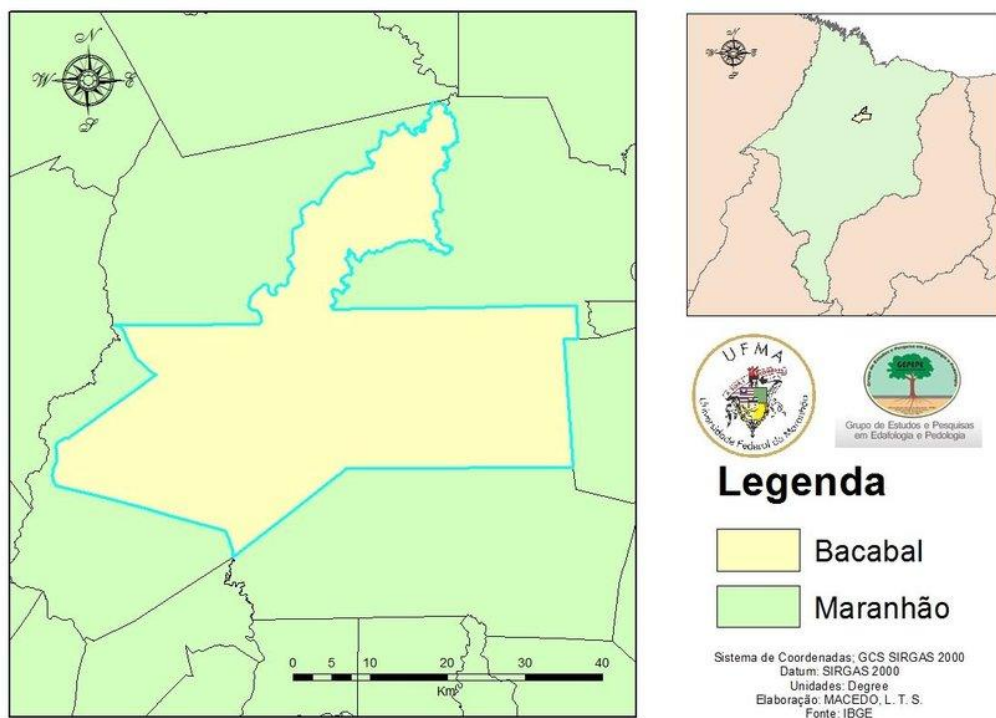 N
W E
S
0 5 10 20 30 40
Km
N
S
UFMA
Universidade Federal do Maranhão
GEPEPE
Grupo de Estudos e Pesquisas
em Edafologia e Pedologia
Legenda
Bacabal
Maranhão
Sistema de Coordenadas: GCS SIRGAS 2000
Datum: SIRGAS 2000
Unidades: Degree
Elaboração: MACEDO, L. T. S.
Fonte: IBGE